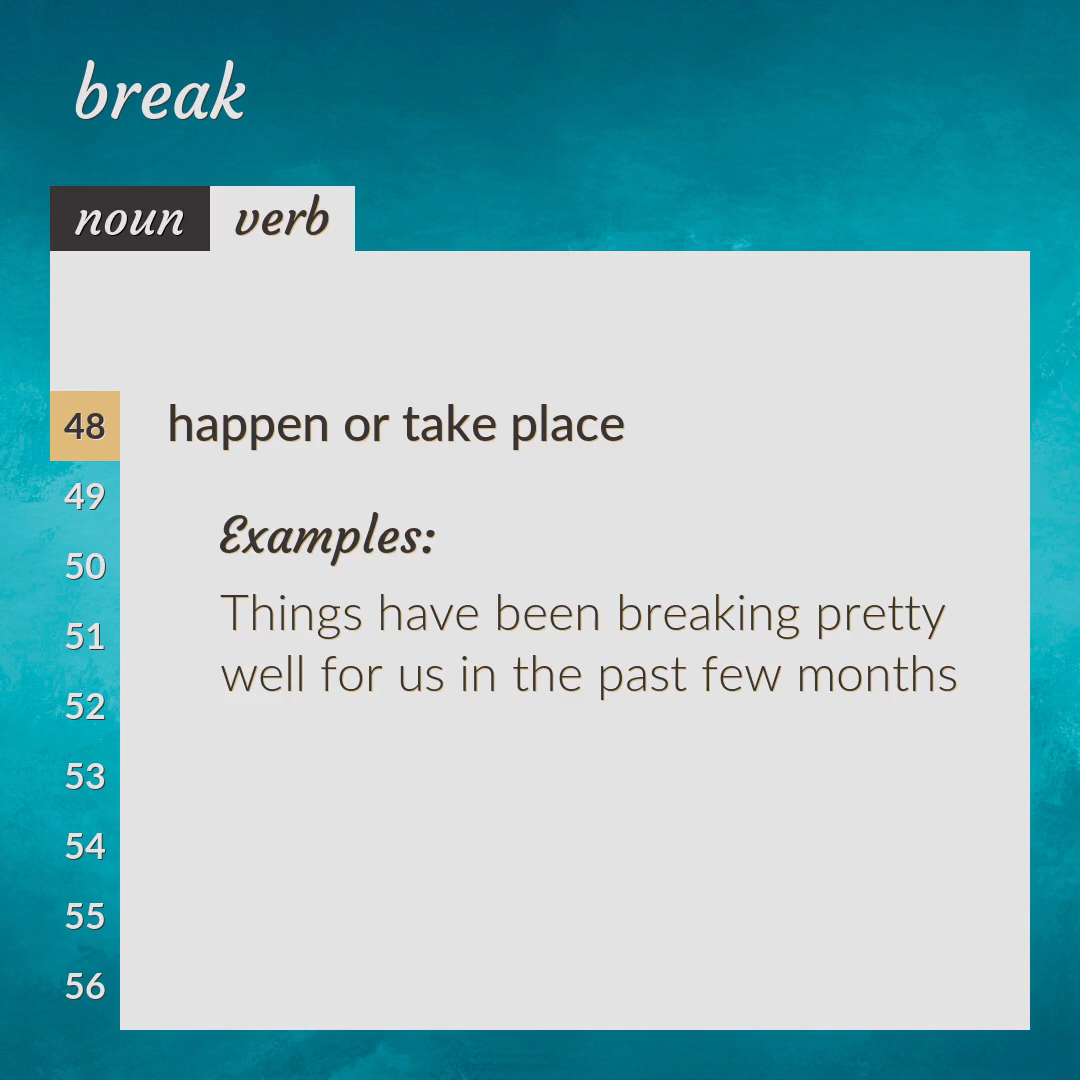 break
noun verb
48 happen or take place
49
Examples:
50
Things have been breaking pretty
51
well for us in the past few months
52
53
54
55
56